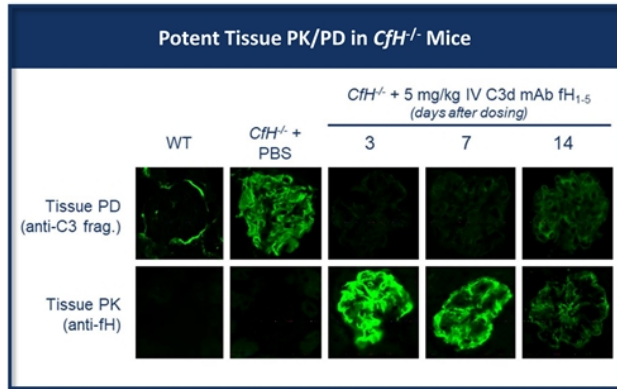 Potent Tissue PK/PD in CfH-/- Mice
CfH-/- + 5 mg/kg IV C3d mAb fH1-5
(days after dosing)
WT
CfH-/- +
PBS
3
7
14
Tissue PD
(anti-C3 frag.)
Tissue PK
(anti-fH)